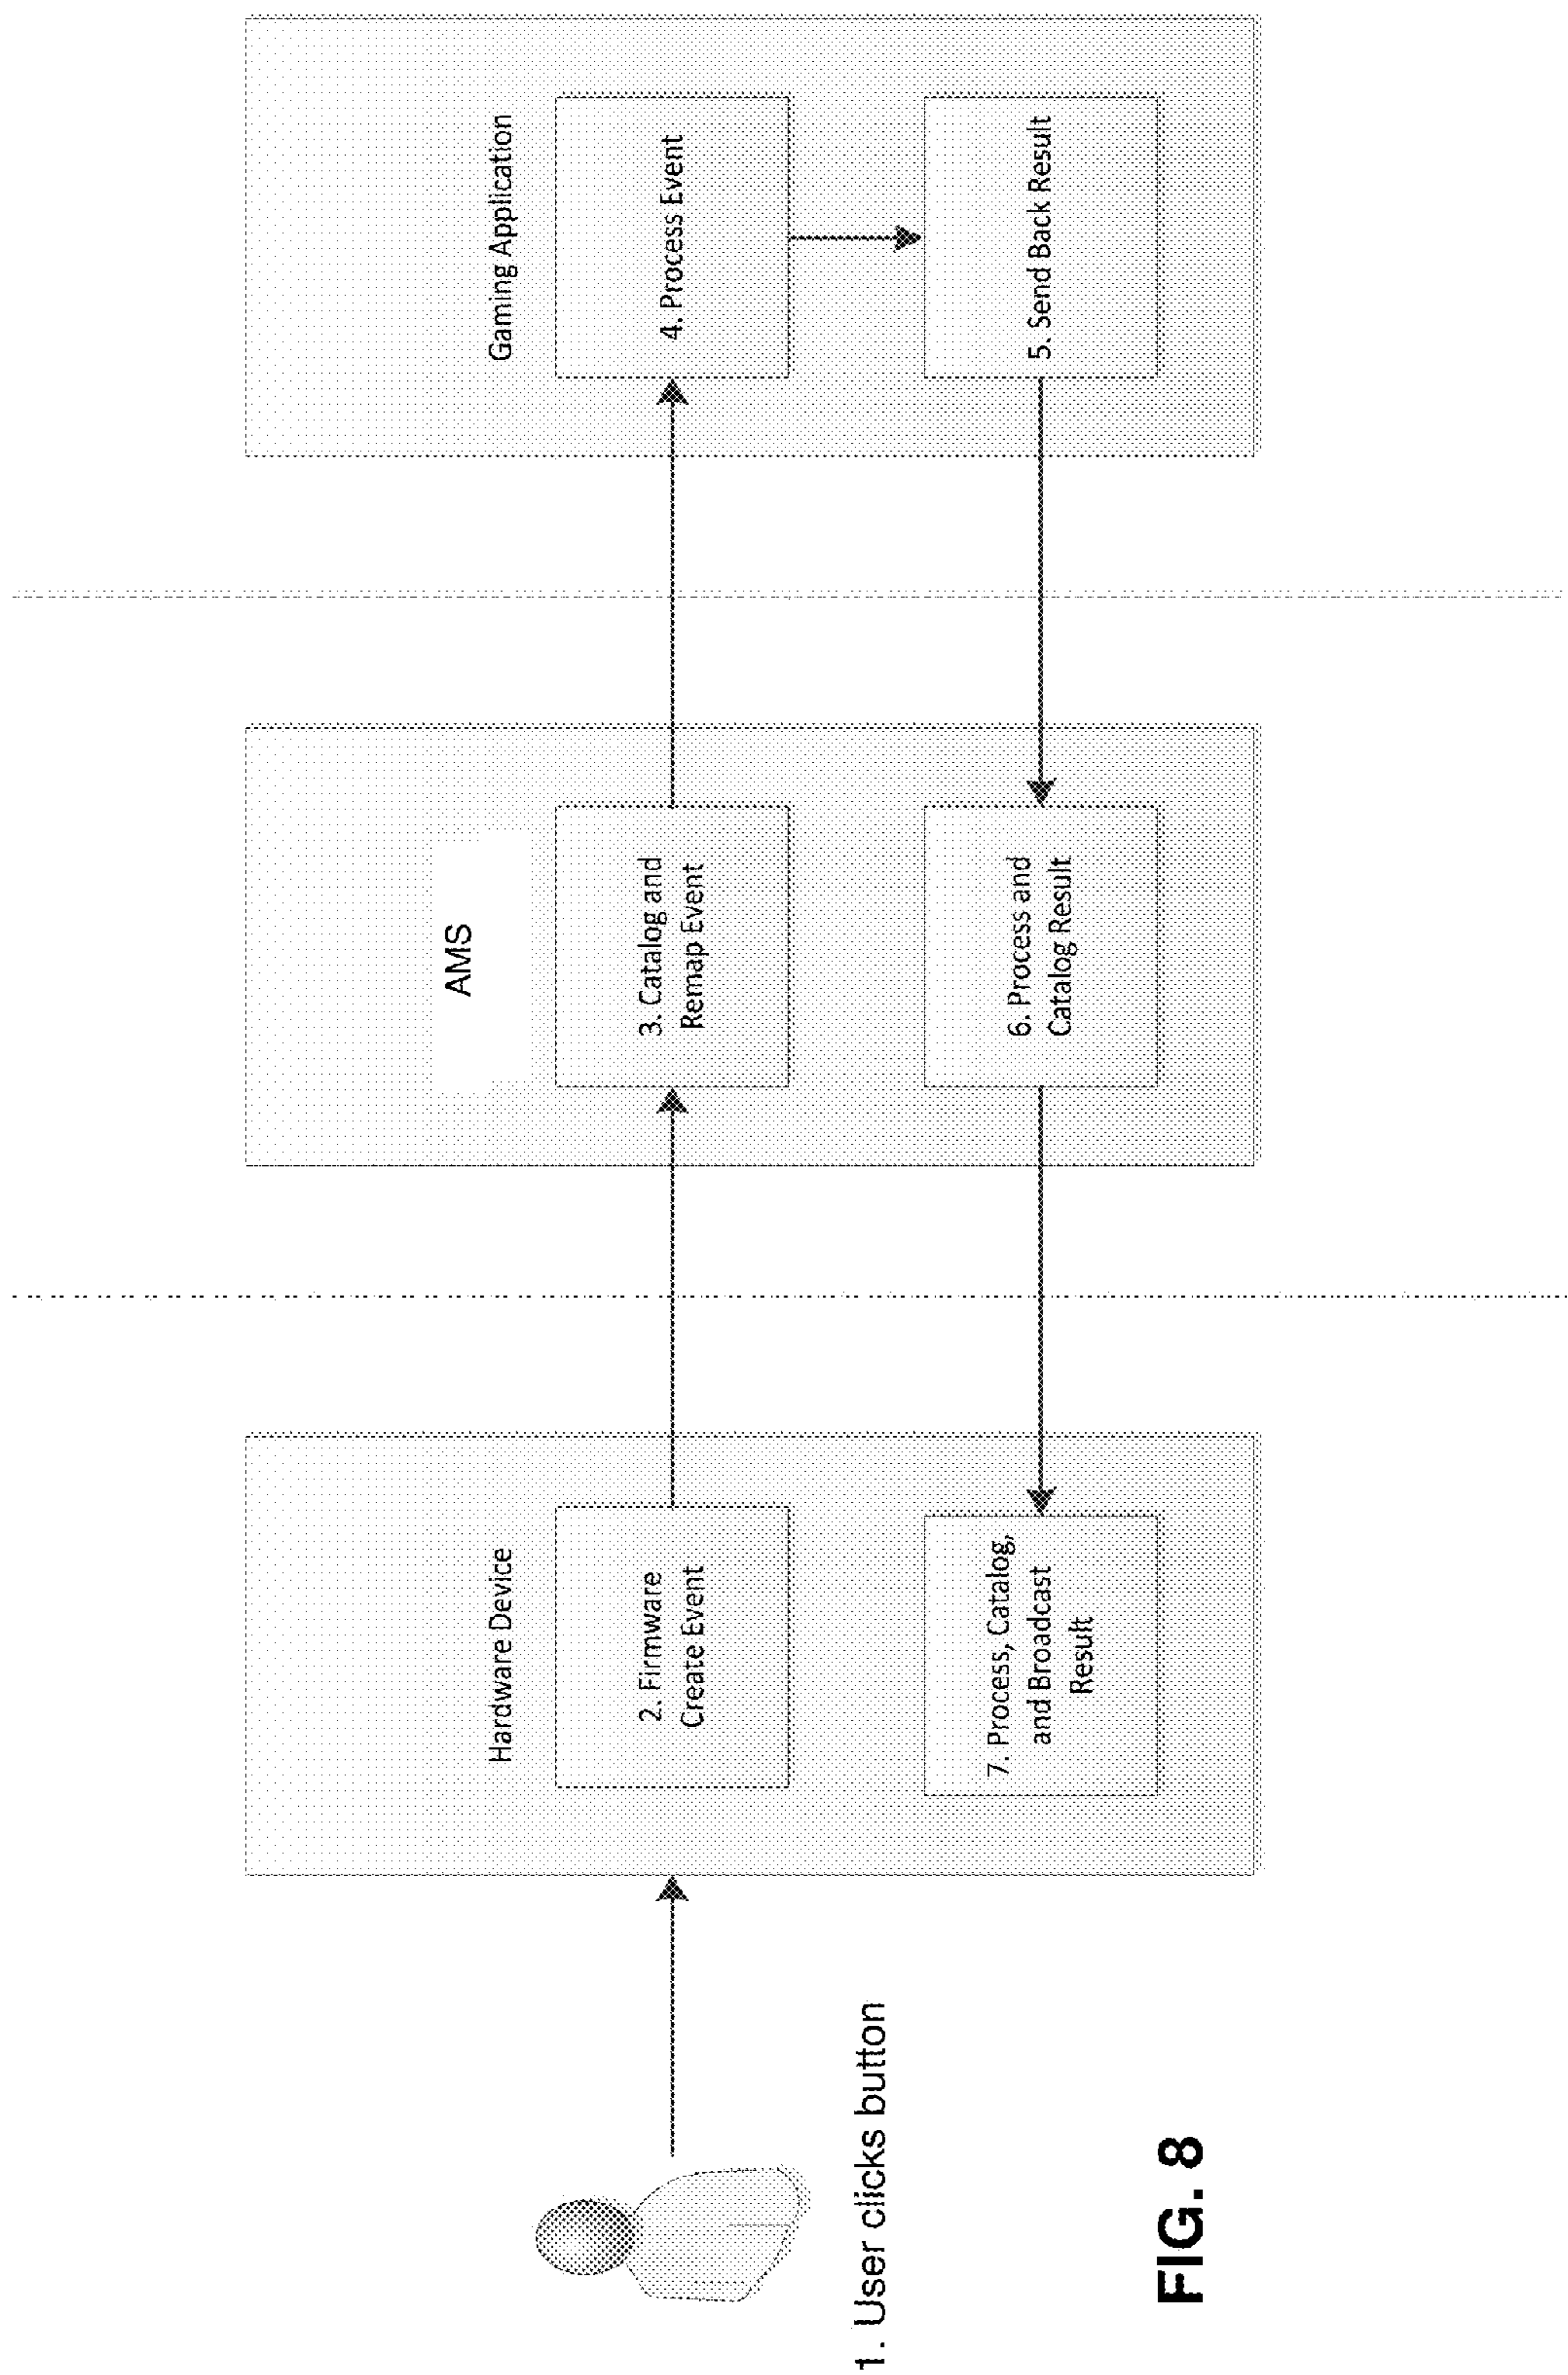 1. User clicks button
Hardware Device
2. Firmware
Create Event
7. Process, Catalog,
and Broadcast
Result
AMS
3. Catalog and
Remap Event
6. Process and
Catalog Result
Gaming Application
4. Process Event
5. Send Back Result
FIG. 8